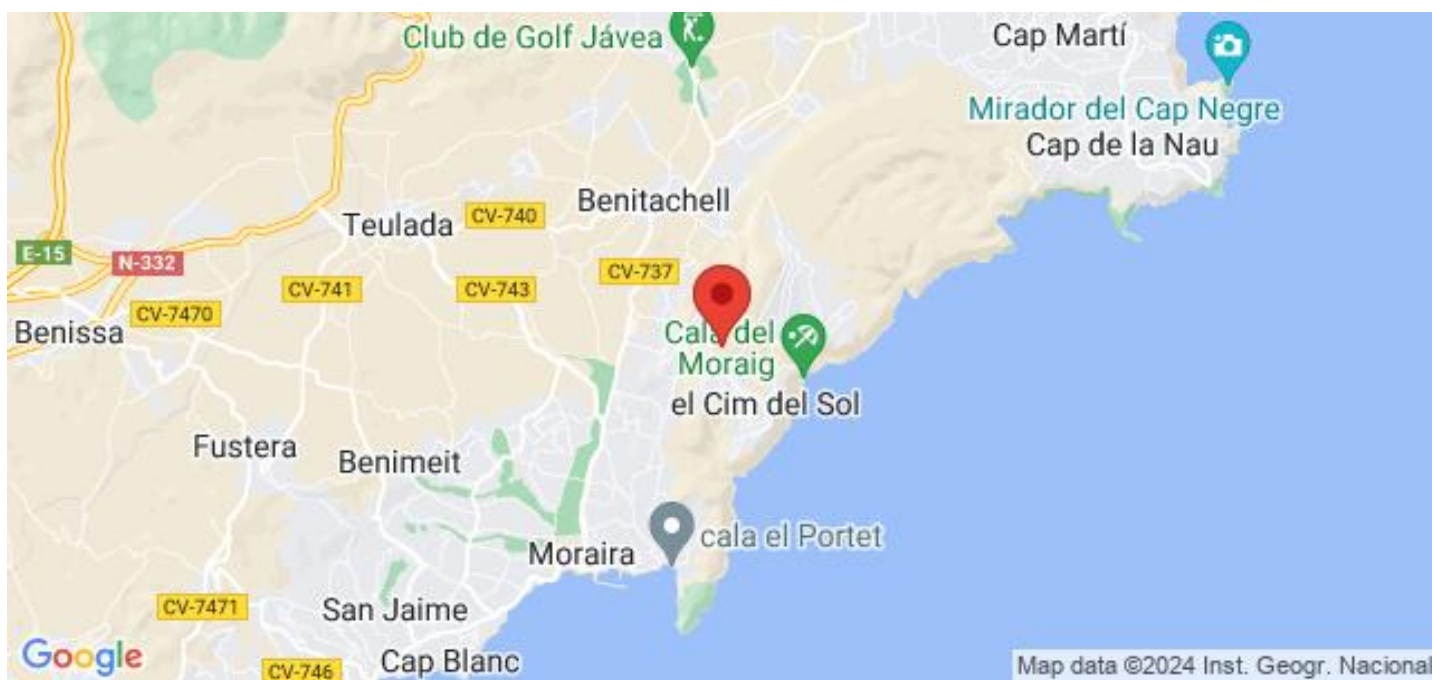 Club de Golf Jávea
Cap Martí
Mirador del Cap Negre
Cap de la Nau
Benitachell
Teulada
CV-740
E-15
N-332
CV-737
CV-741
CV-743
CV-7470
Benissa
Cala del
Moraig
el Cim del Sol
Fustera
Benimeit
cala el Portet
Moraira
CV-7471
San Jaime
Google
CV-746
Cap Blanc
Map data ©2024 Inst. Geogr. Nacional